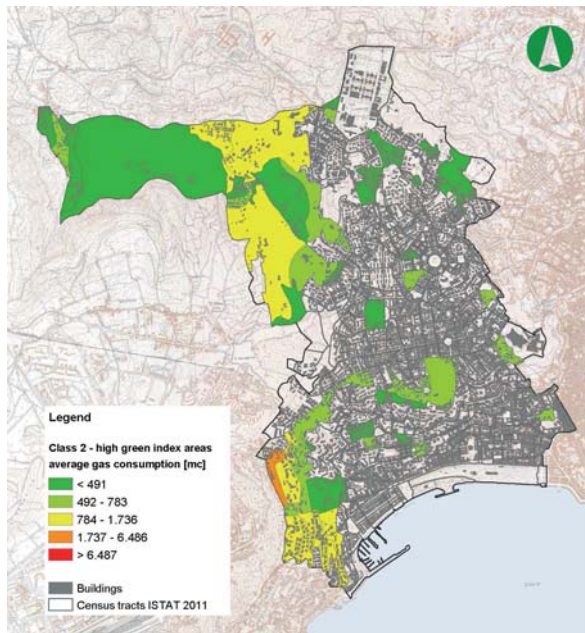 Legend
Class 2 - high green index areas
average gas consumption [mc]
< 491
492 - 783
784 - 1.736
1.737 - 6.486
> 6.487
Buildings
Census tracts ISTAT 2011